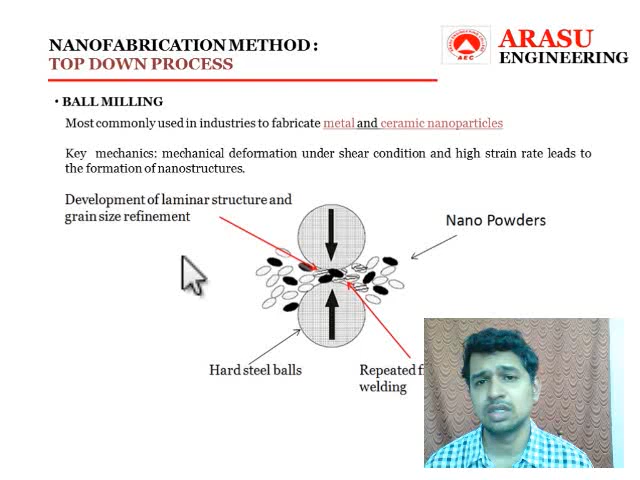 NANOFABRICATION METHOD :
TOP DOWN PROCESS
AEC
ARASU
ENGINEERING
• BALL MILLING
Most commonly used in industries to fabricate metal and ceramic nanoparticles
Key mechanics: mechanical deformation under shear condition and high strain rate leads to
the formation of nanostructures.
Development of laminar structure and
grain size refinement
Nano Powders
Hard steel balls
Repeated
welding